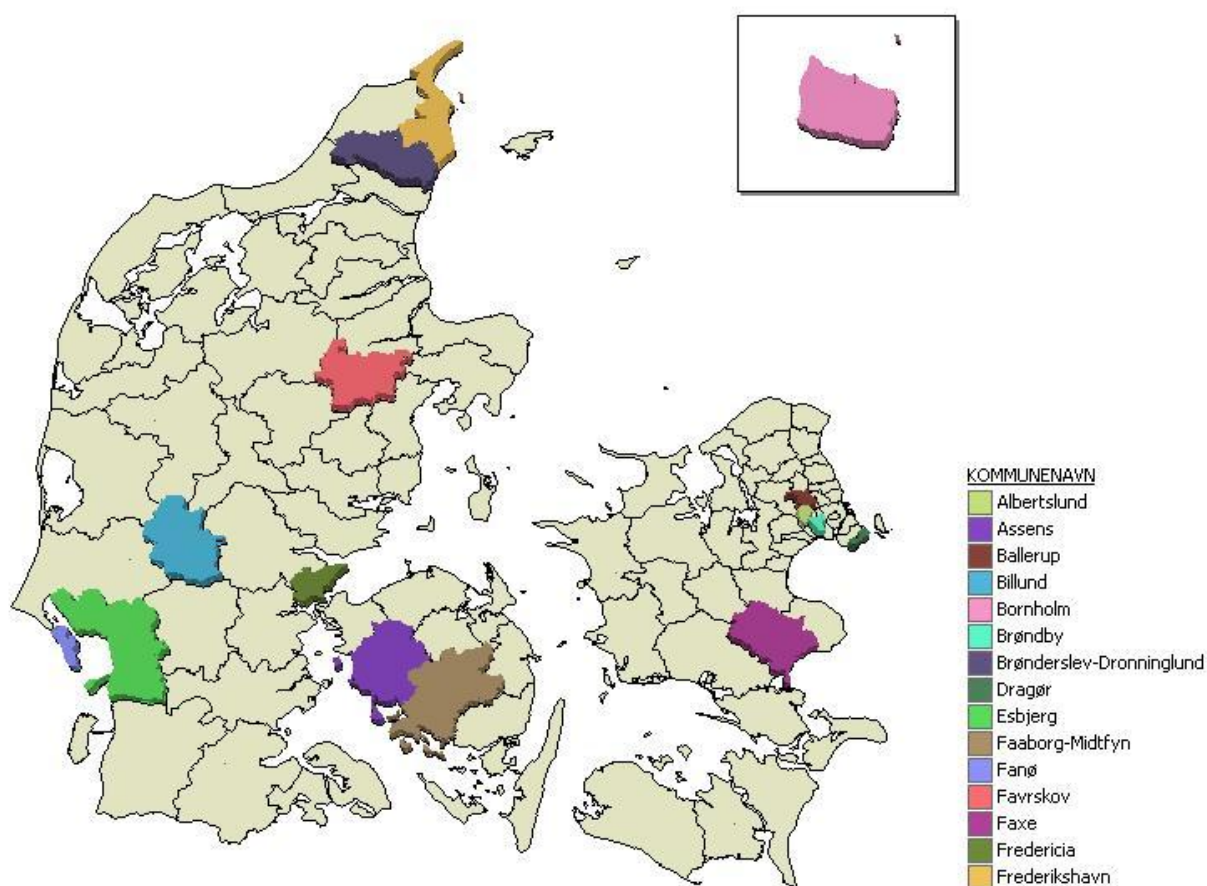 KOMMUNENAVN
Albertslund
Assens
Ballerup
Billund
Bornholm
Brøndby
Brønderslev-Dronninglund
Dragør
Esbjerg
Faaborg-Midtfyn
Fanø
Favrskov
Faxe
Fredericia
Frederikshavn